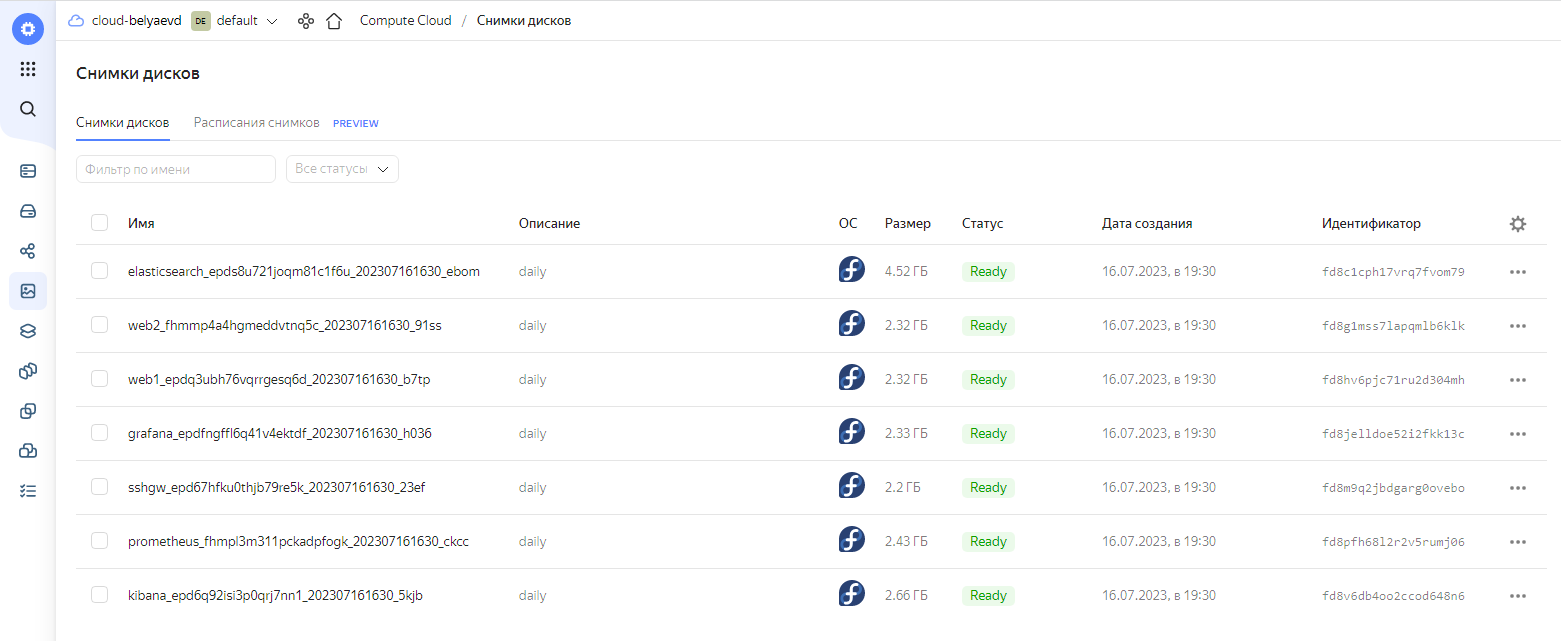 cloud-belyaevd DE default Compute Cloud / Снимки дисков
Снимки дисков
Снимки дисков Расписания снимков PREVIEW
Фильтр по имени Все статусы
Имя Описание ОС Размер Статус Дата создания Идентификатор
elasticsearch_epds8u721joqm81c1f6u_202307161630_ebom daily 4.52 ГБ Ready 16.07.2023, в 19:30 fd8c1cph17vrq7fvom79
web2_fhmmp4a4hgmeddvtnq5c_202307161630_91ss daily 2.32 ГБ Ready 16.07.2023, в 19:30 fd8g1mss7lapqmlb6klk
web1_epdq3ubh76vqrrgesq6d_202307161630_b7tp daily 2.32 ГБ Ready 16.07.2023, в 19:30 fd8hv6pjc71ru2d304mh
grafana_epdfngffl6q41v4ektdf_202307161630_h036 daily 2.33 ГБ Ready 16.07.2023, в 19:30 fd8jelldoe52i2fkk13c
sshgw_epd67hfku0thjb79re5k_202307161630_23ef daily 2.2 ГБ Ready 16.07.2023, в 19:30 fd8m9q2jbdgarg0ovebo
prometheus_fhmpl3m311pckadpfogk_202307161630_ckcc daily 2.43 ГБ Ready 16.07.2023, в 19:30 fd8pfh68l2r2v5rumj06
kibana_epd6q92isi3p0qrj7nn1_202307161630_5kjb daily 2.66 ГБ Ready 16.07.2023, в 19:30 fd8v6db4oo2ccod648n6